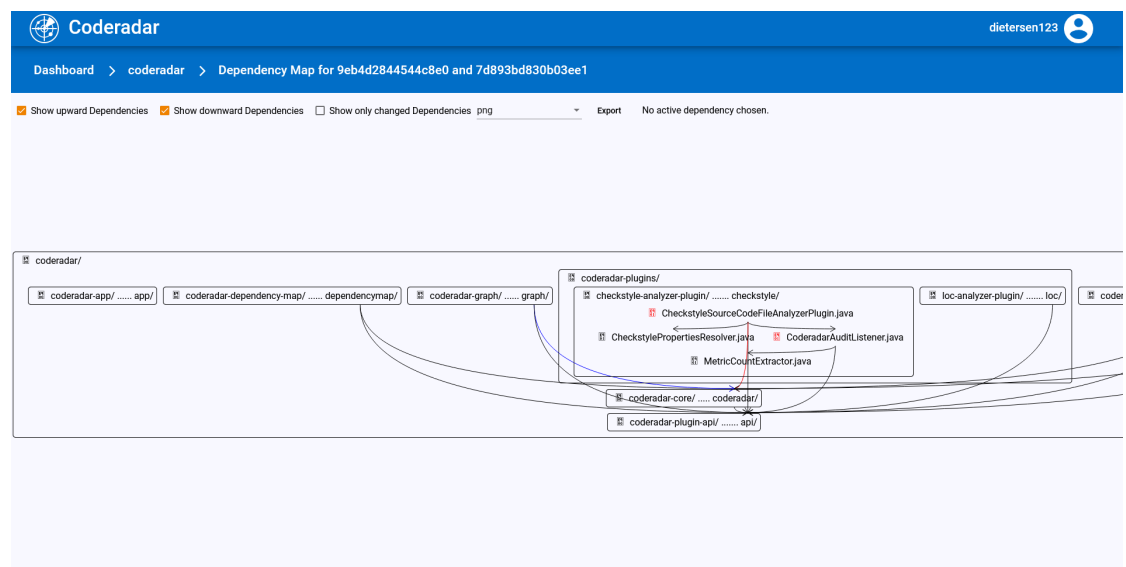 Coderadar
dietersen123
Dashboard > coderadar > Dependency Map for 9eb4d2844544c8e0 and 7d893bd830b03ee1
Show upward Dependencies Show downward Dependencies Show only changed Dependencies png Export No active dependency chosen.
coderadar/
coderadar-plugins/
coderadar-app/ ...... app/ coderadar-dependency-map/ ...... dependencymap/ coderadar-graph/ ...... graph/ checkstyle-analyzer-plugin/ ....... checkstyle/ loc-analyzer-plugin/ ....... loc/ coder
CheckstyleSourceCodeFileAnalyzerPlugin.java
CheckstylePropertiesResolver.java CoderadarAuditListener.java
MetricCountExtractor.java
coderadar-core/ ..... coderadar/
coderadar-plugin-api/ ....... api/